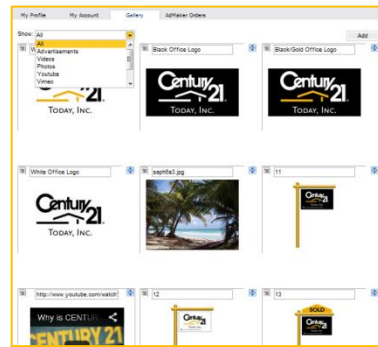 My Profile My Account Gallery AdMaker Orders
Show: All
Add
All
Advertisements
Videos
Photos
Youtube
Vimeo
Black Office Logo
Black/Gold Office Logo
21
TODAY, INC.
Century 21
TODAY, INC.
Century 21
TODAY, INC.
White Office Logo
saphfla3.jpg
11
Century 21
TODAY, INC.
Century 21
http://www.youtube.com/watch?
12
13
Why is CENTUR
CENTURY 21
Century 21
SOLD
Century 21